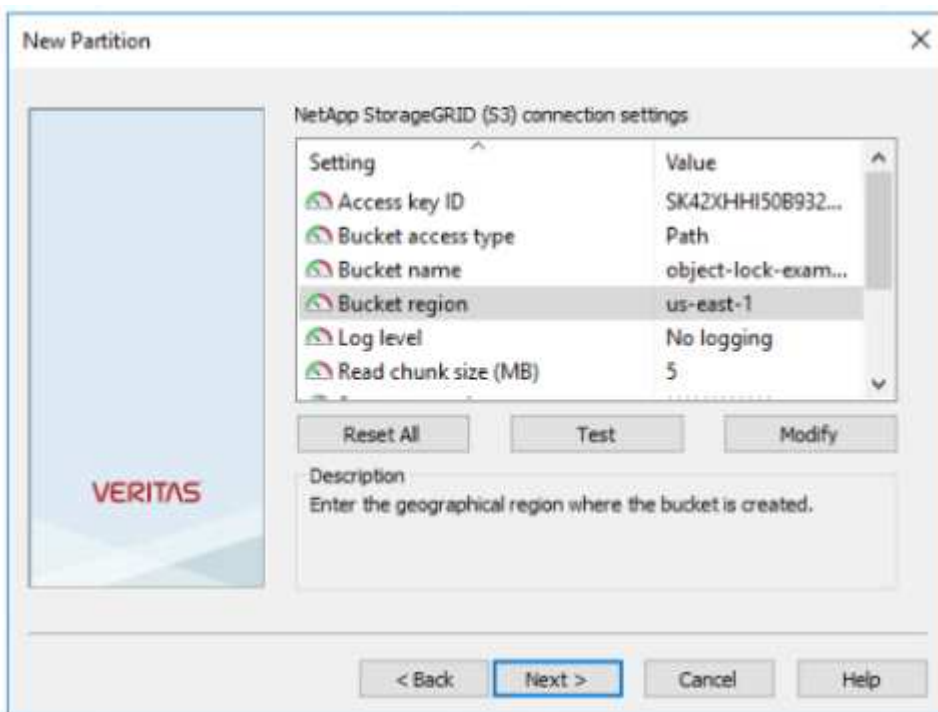 New Partition
NetApp StorageGRID (S3) connection settings
Setting Value
Access key ID SK42XHHI50B932...
Bucket access type Path
Bucket name object-lock-exam...
Bucket region us-east-1
Log level No logging
Read chunk size (MB) 5
Reset All Test Modify
Description
Enter the geographical region where the bucket is created.
VERITAS
< Back Next > Cancel Help